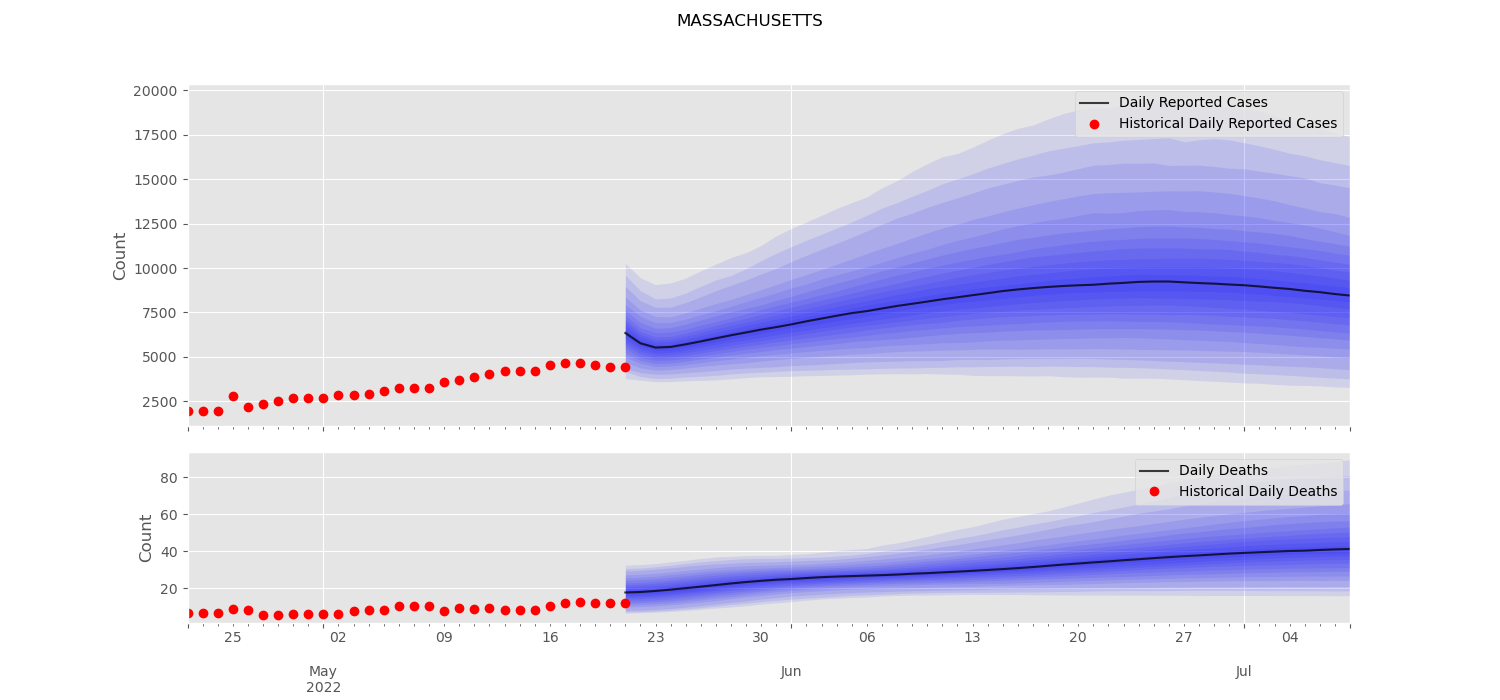 MASSACHUSETTS
20000
17500
15000
12500
10000
7500
5000
2500
Count
Daily Reported Cases
Historical Daily Reported Cases
80
60
40
20
Count
Daily Deaths
Historical Daily Deaths
25 02 09 16 23 30 06 13 20 27 04
May Jun Jul
2022